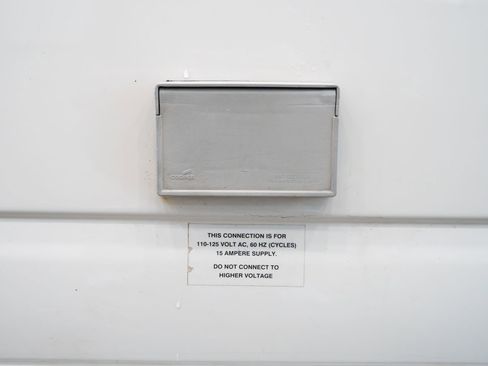 THIS CONNECTION IS FOR
110-125 VOLT AC, 60 HZ (CYCLES)
15 AMPERE SUPPLY.
DO NOT CONNECT TO
HIGHER VOLTAGE